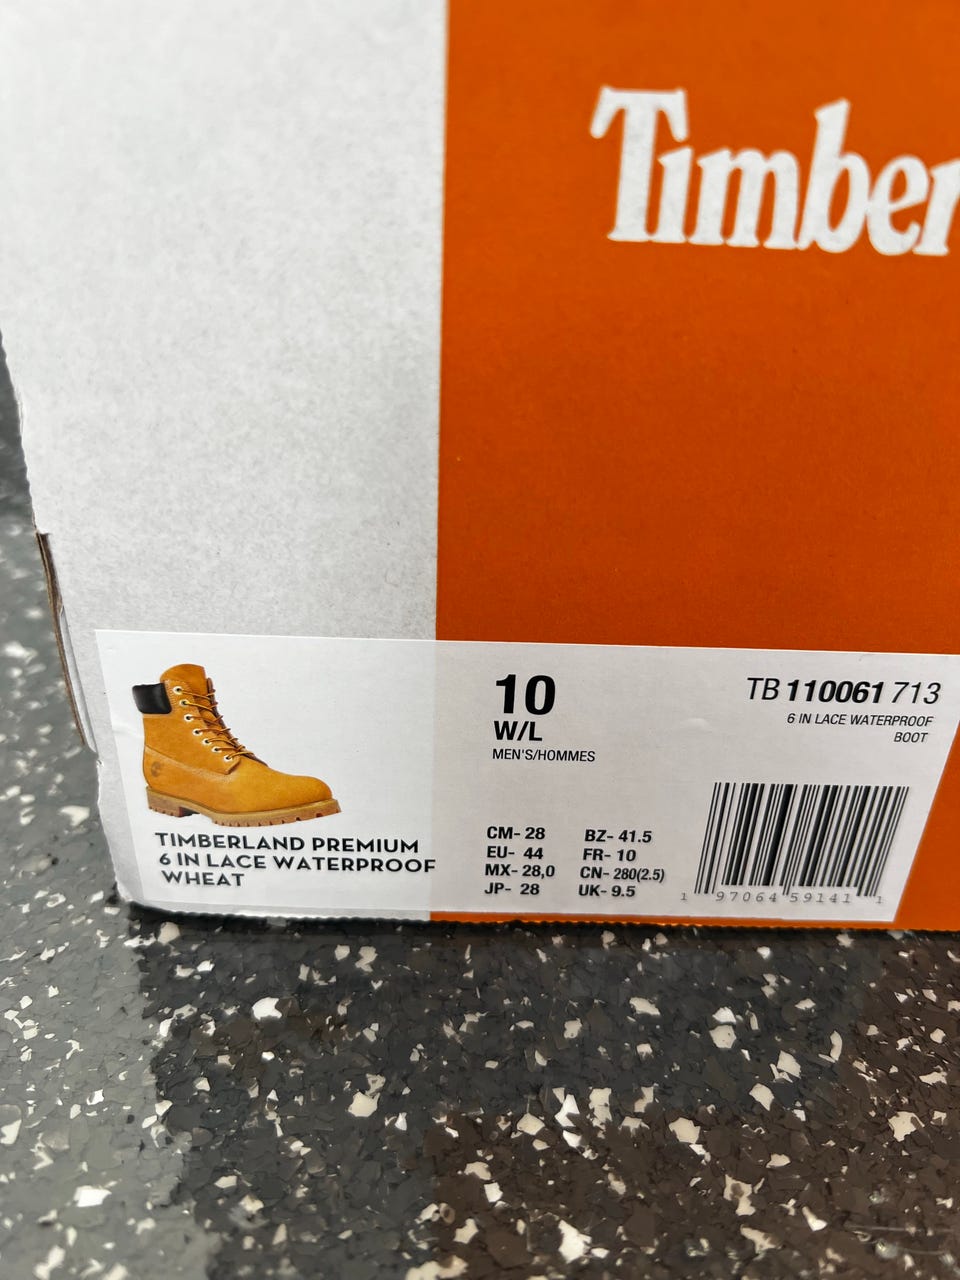 Timber
TIMBERLAND PREMIUM
6 IN LACE WATERPROOF
WHEAT
10
W/L
MEN'S/HOMMES
CM- 28 BZ- 41.5
EU- 44 FR- 10
MX- 28,0 CN- 280(2.5)
JP- 28 UK- 9.5
TB 110061 713
6 IN LACE WATERPROOF
BOOT
1 97064 59141 1